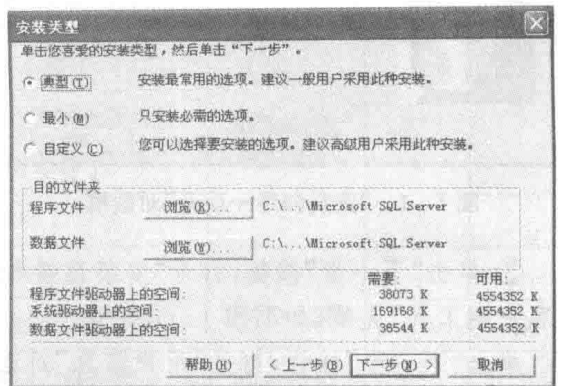 安装类型
单击您喜爱的安装类型，然后单击“下一步”。
典型(T) 安装最常用的选项。建议一般用户采用此种安装。
最小(M) 只安装必需的选项。
自定义(C) 您可以选择要安装的选项。建议高级用户采用此种安装。
目的文件夹
程序文件 浏览(R)... C:\...\Microsoft SQL Server
数据文件 浏览(W)... C:\...\Microsoft SQL Server
需要: 可用:
程序文件驱动器上的空间: 38073 K 4554352 K
系统驱动器上的空间: 169168 K 4554352 K
数据文件驱动器上的空间: 36544 K 4554352 K
帮助(H) <上一步(B) 下一步(N)> 取消